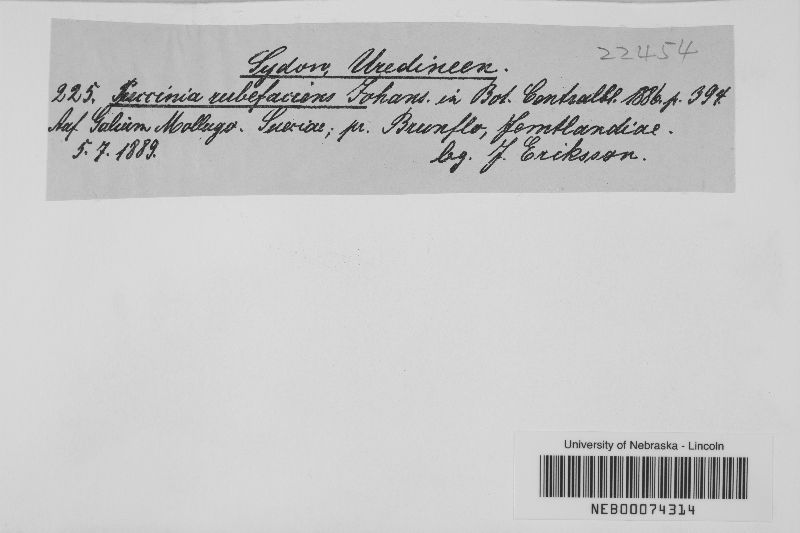 Sydow, Uredineen.
22454
225. Puccinia rubefaciens Johans. in Bot. Centralbl. 1886. p. 394.
Auf Galium Mollugo. Sueciae; pr. Brunflo, Jemtlandiae.
5. 7. 1889. leg. J. Eriksson.
University of Nebraska - Lincoln
NEB00074314